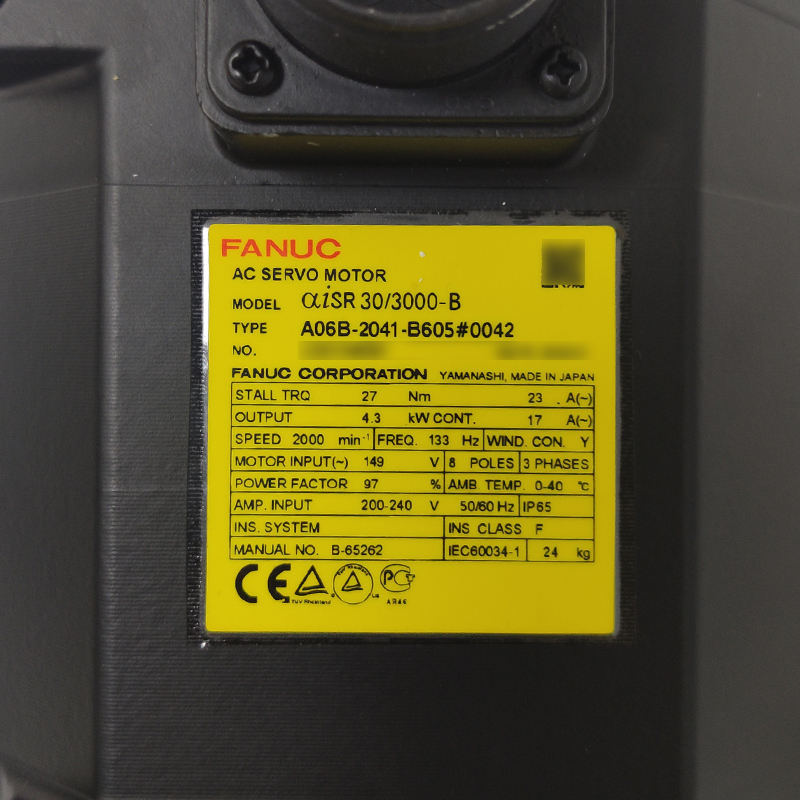 FANUC
AC SERVO MOTOR
MODEL αiSR 30/3000-B
TYPE A06B-2041-B605#0042
NO.
FANUC CORPORATION YAMANASHI, MADE IN JAPAN
STALL TRQ 27 Nm 23 A(~)
OUTPUT 4.3 kW CONT. 17 A(~)
SPEED 2000 min⁻¹ FREQ. 133 Hz WIND. CON. Y
MOTOR INPUT(~) 149 V 8 POLES 3 PHASES
POWER FACTOR 97 % AMB. TEMP. 0-40 °C
AMP. INPUT 200-240 V 50/60 Hz IP65
INS. SYSTEM INS CLASS F
MANUAL NO. B-65262 IEC60034-1 24 kg
CE TUV Rheinland